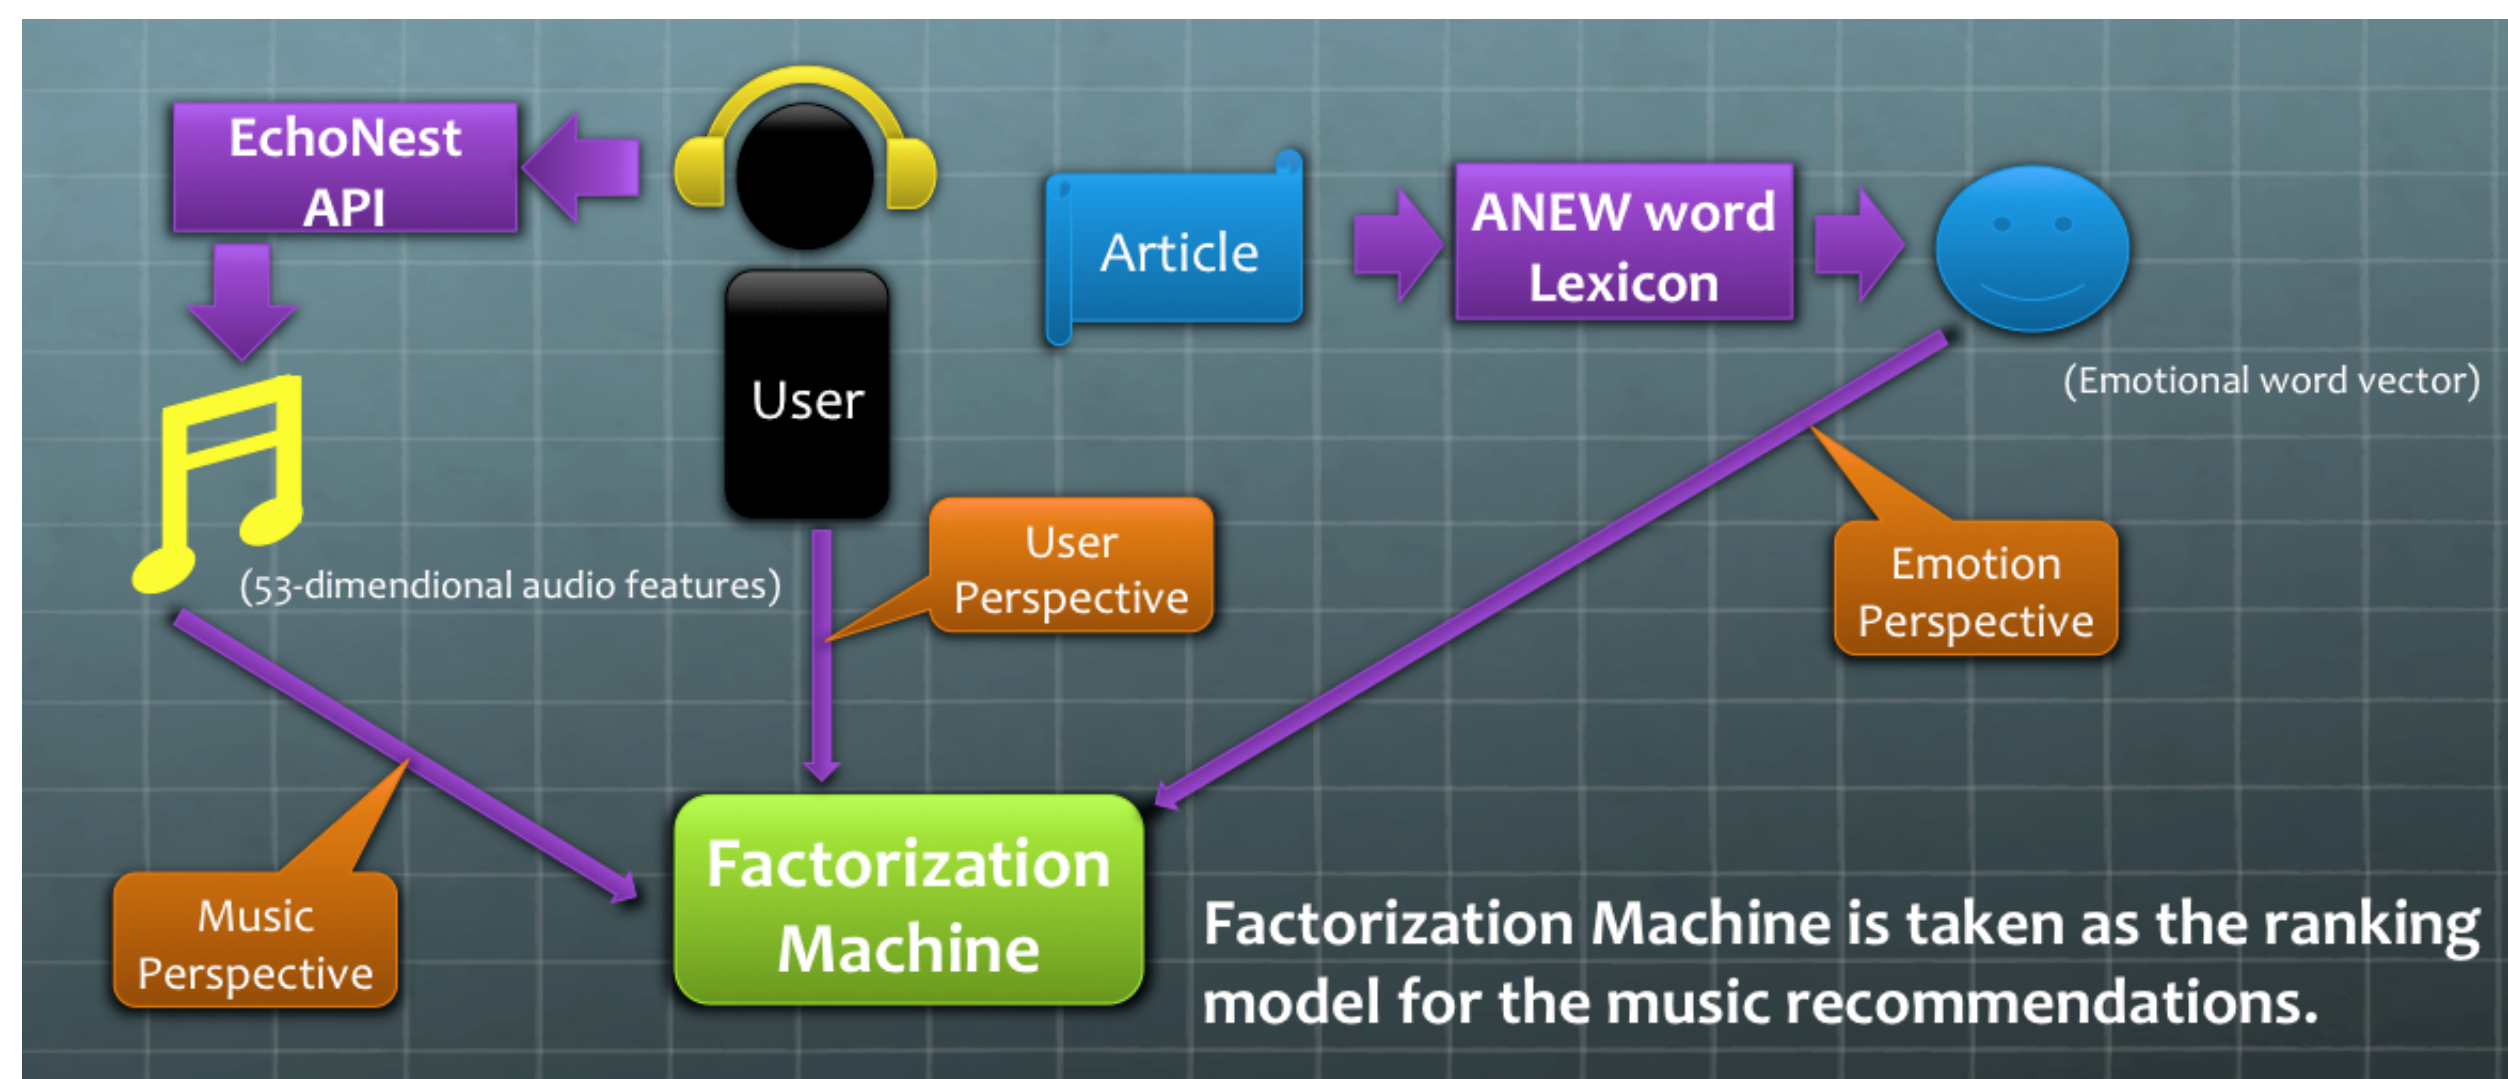 EchoNest
API
User
Article
ANEW word
Lexicon
(Emotional word vector)
(53-dimendional audio features)
User
Perspective
Emotion
Perspective
Music
Perspective
Factorization
Machine
Factorization Machine is taken as the ranking
model for the music recommendations.